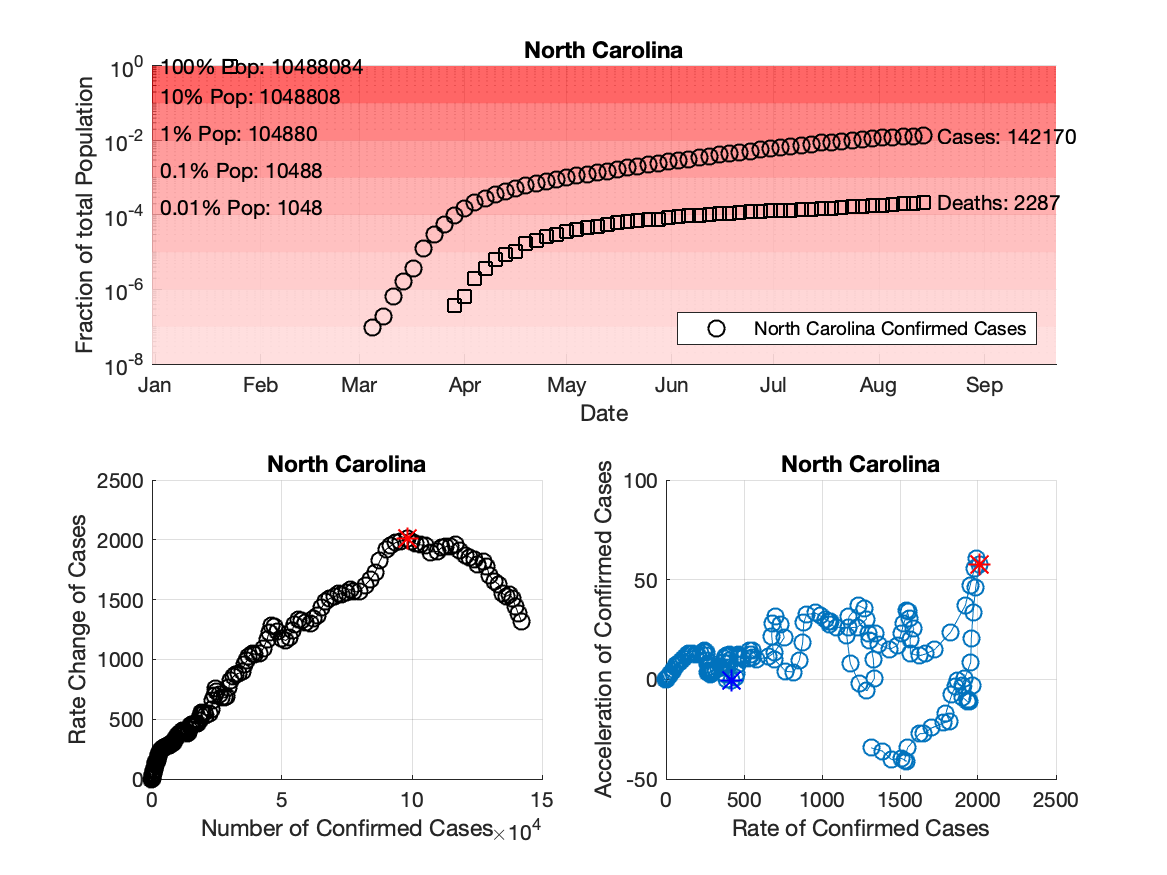 North Carolina
10^0
10^-2
10^-4
10^-6
10^-8
Fraction of total Population
100% Pop: 10488084
10% Pop: 1048808
1% Pop: 104880
0.1% Pop: 10488
0.01% Pop: 1048
Cases: 142170
Deaths: 2287
North Carolina Confirmed Cases
Jan Feb Mar Apr May Jun Jul Aug Sep
Date
North Carolina
2500
2000
1500
1000
500
0
Rate Change of Cases
0 5 10 15
Number of Confirmed Cases ×10^4
North Carolina
100
50
0
-50
Acceleration of Confirmed Cases
0 500 1000 1500 2000 2500
Rate of Confirmed Cases